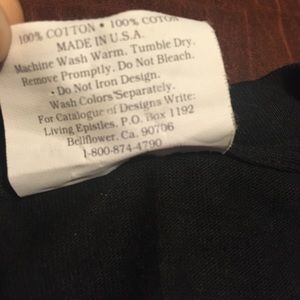 100% COTTON • 100% COTON
MADE IN U.S.A.
Machine Wash Warm, Tumble Dry.
Remove Promptly. Do Not Bleach.
• Do Not Iron Design.
Wash Colors Separately.
For Catalogue of Designs Write:
Living Epistles, P.O. Box 1192
Bellflower, Ca. 90706
1-800-874-4790